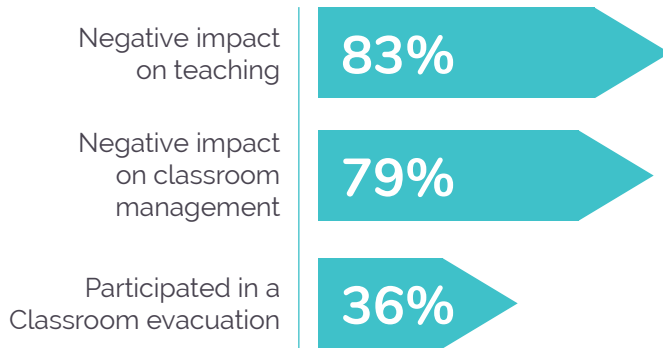 Negative impact
on teaching
83%
Negative impact
on classroom
management
79%
Participated in a
Classroom evacuation
36%